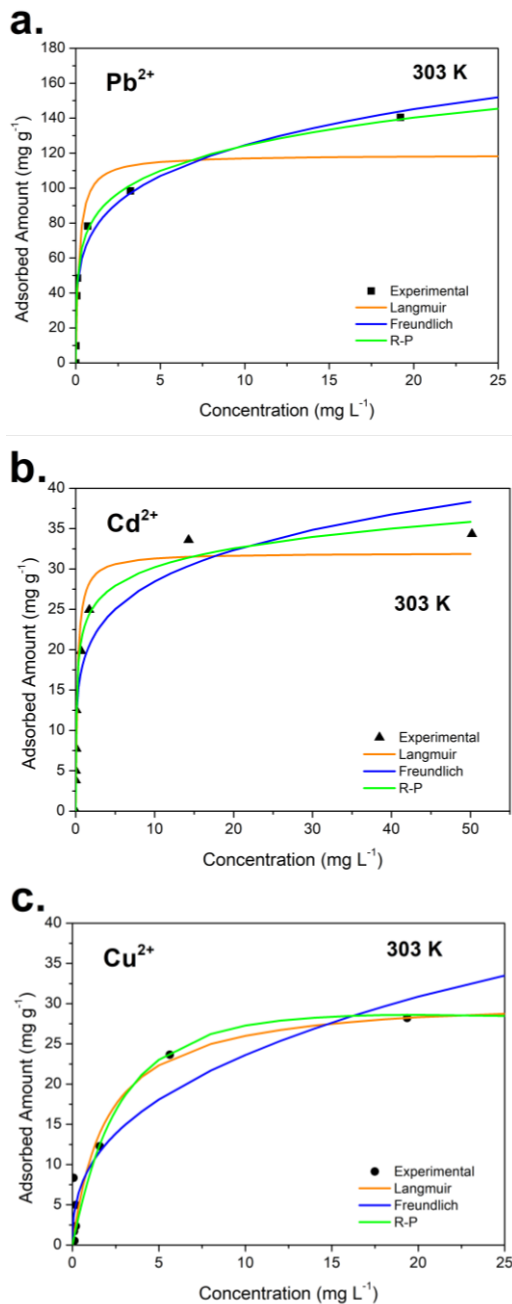 a.
Pb²⁺
303 K
Adsorbed Amount (mg g⁻¹)
180
160
140
120
100
80
60
40
20
0
Experimental
Langmuir
Freundlich
R-P
0 5 10 15 20 25
Concentration (mg L⁻¹)
b.
Cd²⁺
303 K
Adsorbed Amount (mg g⁻¹)
40
35
30
25
20
15
10
5
0
Experimental
Langmuir
Freundlich
R-P
0 10 20 30 40 50
Concentration (mg L⁻¹)
c.
Cu²⁺
303 K
Adsorbed Amount (mg g⁻¹)
40
35
30
25
20
15
10
5
0
Experimental
Langmuir
Freundlich
R-P
0 5 10 15 20 25
Concentration (mg L⁻¹)